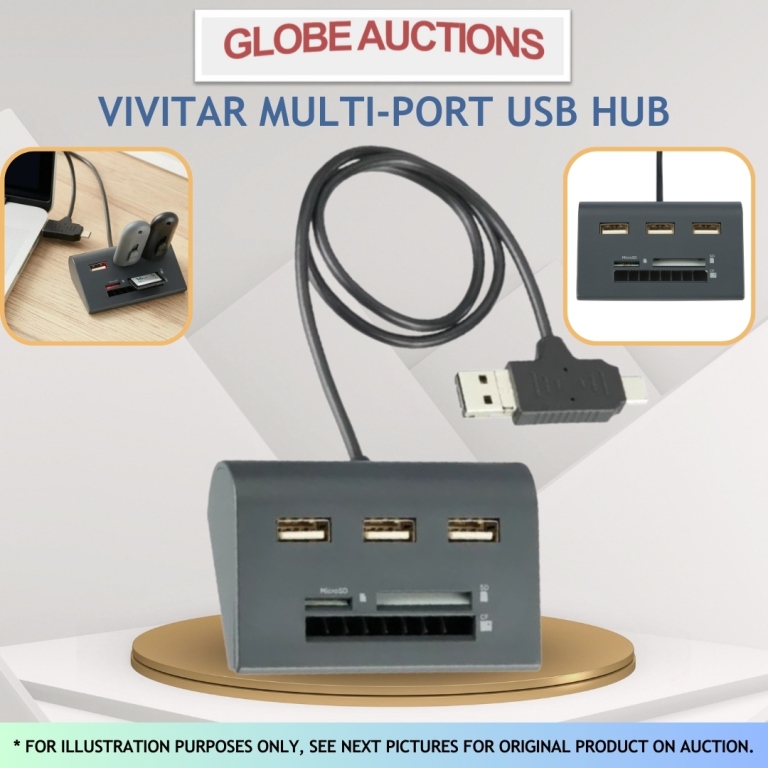 GLOBE AUCTIONS
VIVITAR MULTI-PORT USB HUB
MicroSD
MicroSD
SD
CF
* FOR ILLUSTRATION PURPOSES ONLY, SEE NEXT PICTURES FOR ORIGINAL PRODUCT ON AUCTION.